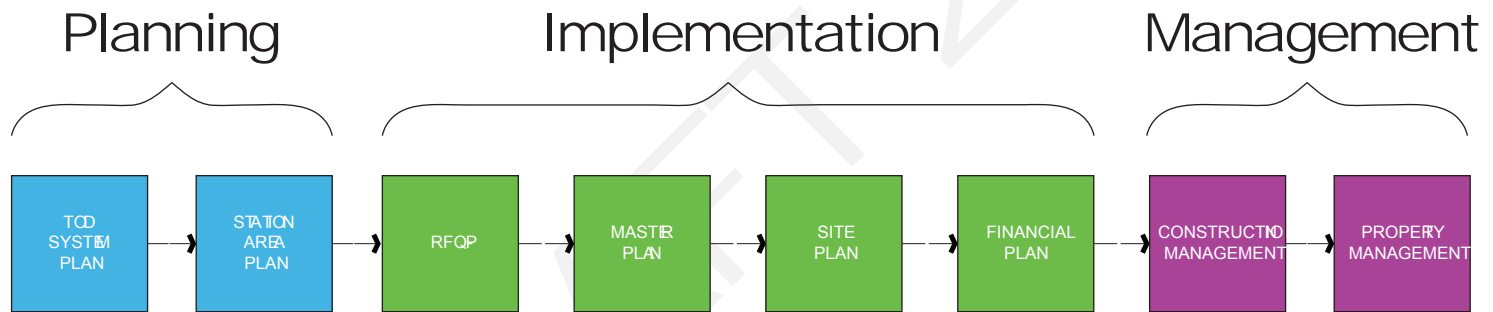 Planning Implementation Management
TOD
SYSTEM
PLAN
STATION
AREA
PLAN
RFQP
MASTER
PLAN
SITE
PLAN
FINANCIAL
PLAN
CONSTRUCTION
MANAGEMENT
PROPERTY
MANAGEMENT